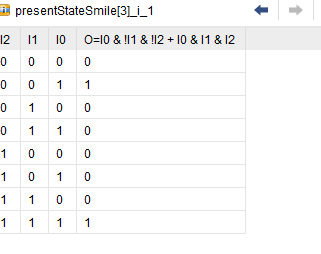 presentStateSmile[3]_i_1
I2 I1 I0 O=I0 & !I1 & !I2 + I0 & I1 & I2
0 0 0 0
0 0 1 1
0 1 0 0
0 1 1 0
1 0 0 0
1 0 1 0
1 1 0 0
1 1 1 1